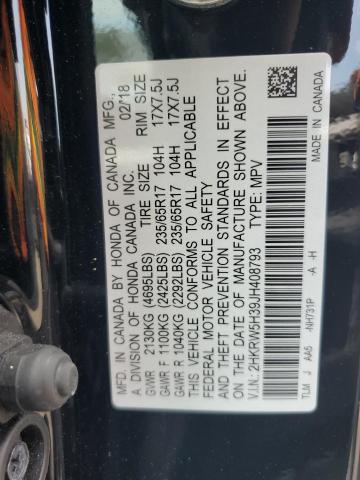 MFD. IN CANADA BY HONDA OF CANADA MFG.,
A DIVISION OF HONDA CANADA INC. 02/18
TIRE SIZE RIM SIZE
GVWR 2130KG (4695LBS)
GAWR F 1100KG (2425LBS) 235/65R17 104H 17X7.5J
GAWR R 1040KG (2292LBS) 235/65R17 104H 17X7.5J
THIS VEHICLE CONFORMS TO ALL APPLICABLE
FEDERAL MOTOR VEHICLE SAFETY
AND THEFT PREVENTION STANDARDS IN EFFECT
ON THE DATE OF MANUFACTURE SHOWN ABOVE.
V.I.N.: 2HKRW5H39JH408793 TYPE: MPV
TLM J AA5 -NH731P -A -H
MADE IN CANADA